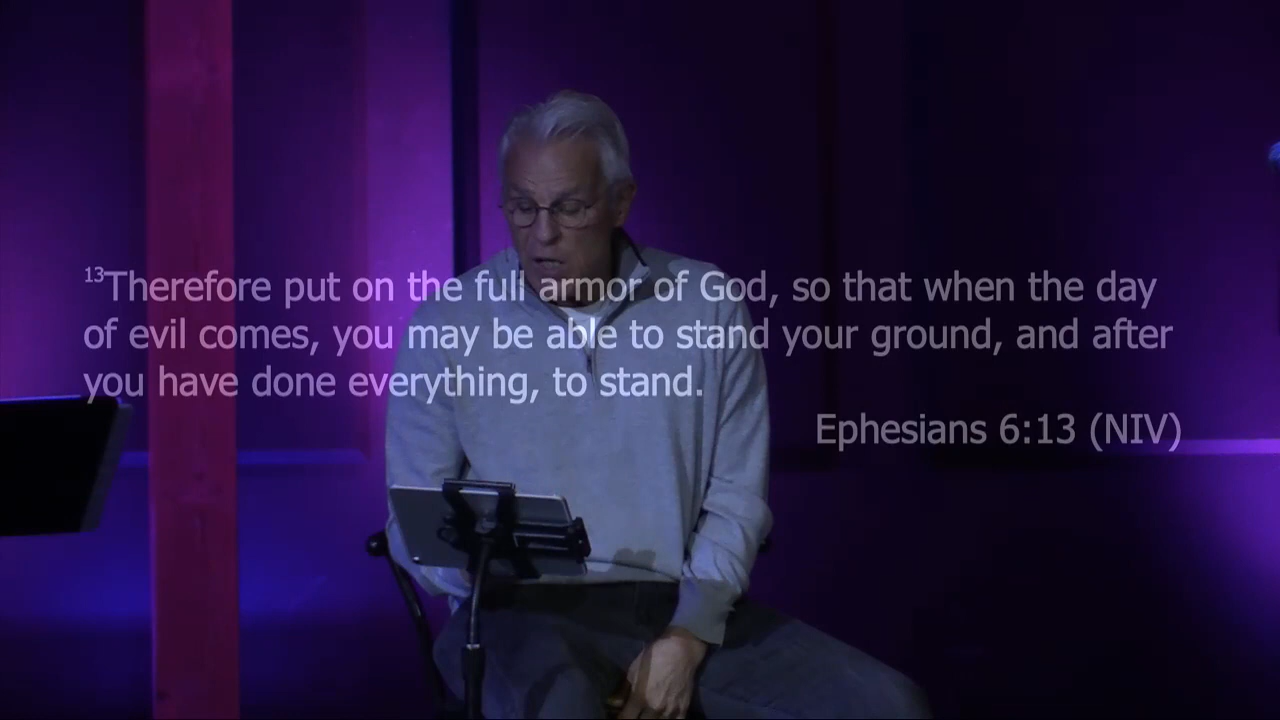 13Therefore put on the full armor of God, so that when the day
of evil comes, you may be able to stand your ground, and after
you have done everything, to stand.
Ephesians 6:13 (NIV)